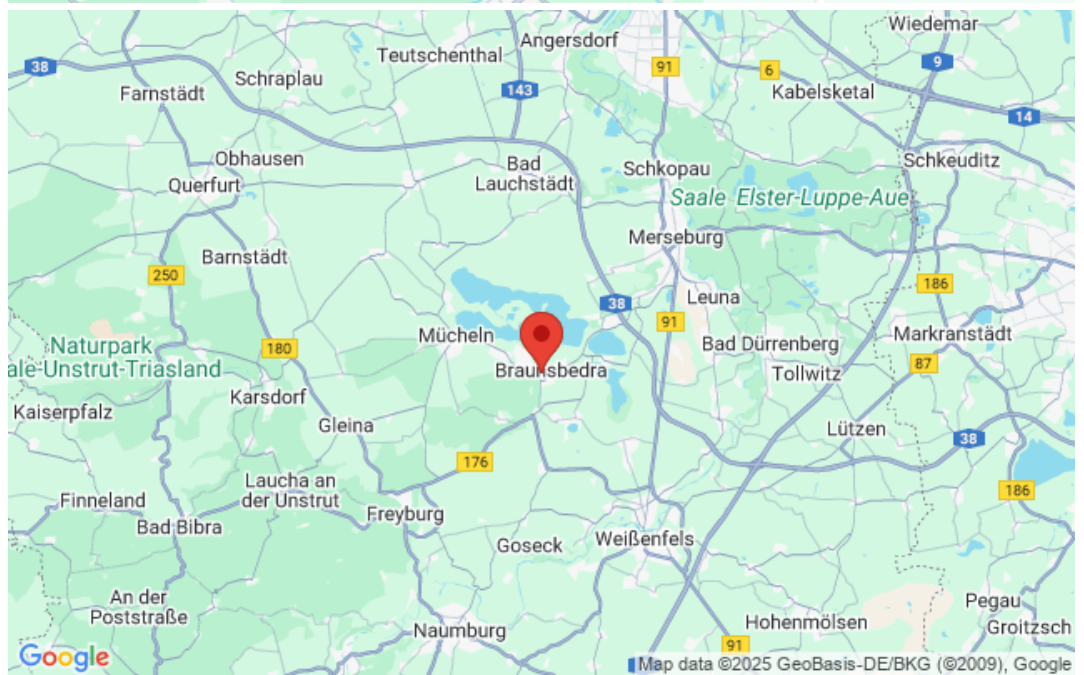 Wiedemar
Angersdorf
Teutschenthal
38
91
6
9
Schraplau
143
Kabelsketal
Farnstädt
14
Obhausen
Bad
Lauchstädt
Schkopau
Schkeuditz
Querfurt
Saale Elster-Luppe-Aue
Merseburg
Barnstädt
250
186
38
Leuna
91
Mücheln
Markranstädt
Naturpark
ale-Unstrut-Triasland
180
Bad Dürrenberg
87
Braunsbedra
Tollwitz
Karsdorf
Kaiserpfalz
Gleina
Lützen
38
176
Laucha an
der Unstrut
186
Finneland
Freyburg
Bad Bibra
Goseck
Weißenfels
An der
Poststraße
Pegau
Hohenmölsen
Groitzsch
Naumburg
91
Google
Map data ©2025 GeoBasis-DE/BKG (©2009), Google